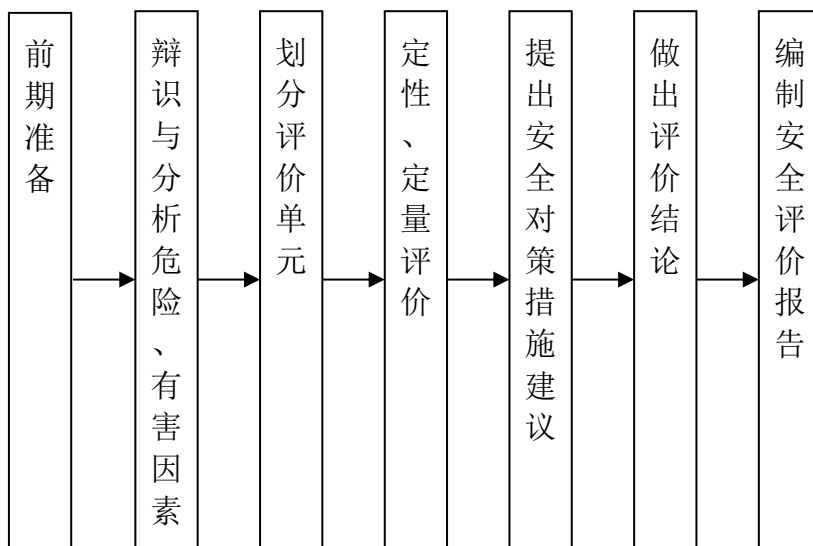 前期准备
辩识与分析危险、有害因素
划分评价单元
定性、定量评价
提出安全对策措施建议
做出评价结论
编制安全评价报告